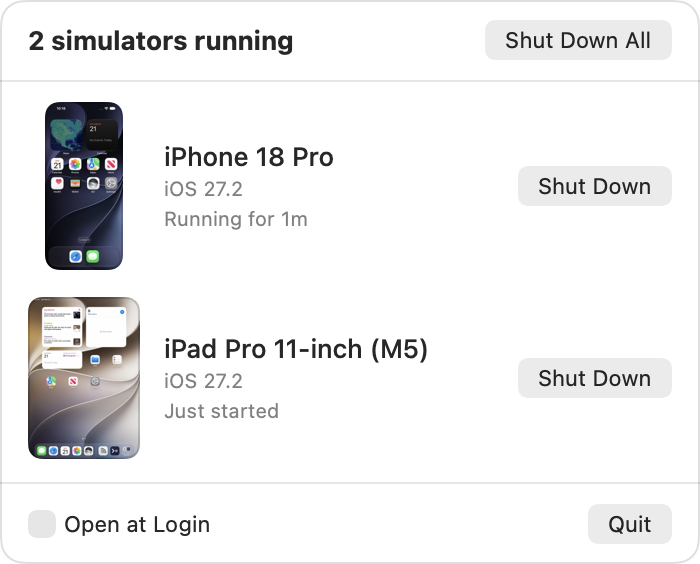 2 simulators running
Shut Down All
iPhone 18 Pro
iOS 27.2
Running for 1m
Shut Down
iPad Pro 11-inch (M5)
iOS 27.2
Just started
Shut Down
Open at Login
Quit